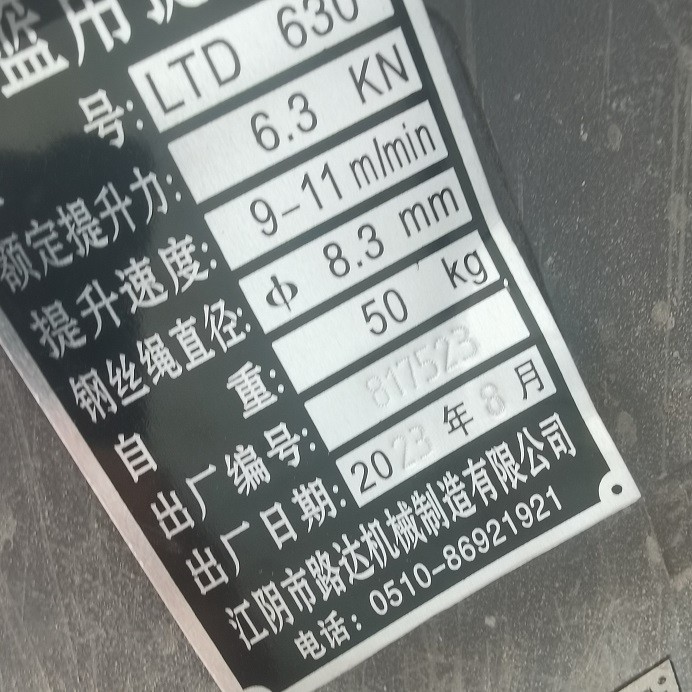 篮用提
号: LTD 630
额定提升力: 6.3 KN
提升速度: 9-11 m/min
钢丝绳直径: ф 8.3 mm
自 重: 50 kg
出厂编号: 817523
出厂日期: 2023 年 8 月
江阴市路达机械制造有限公司
电话: 0510-86921921